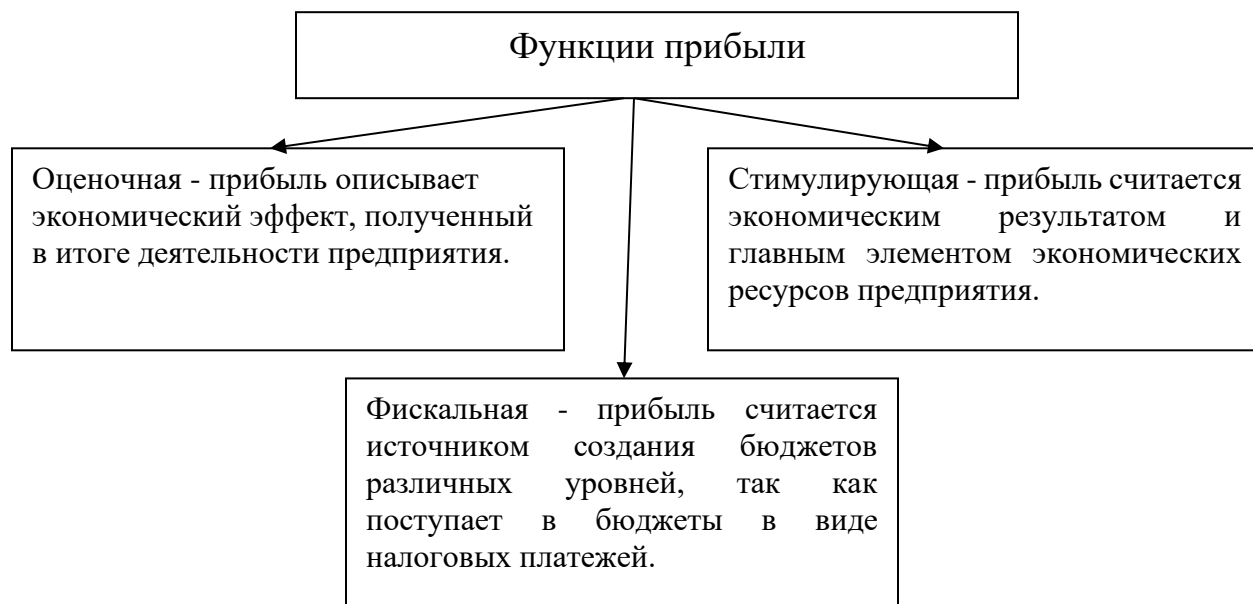 Функции прибыли
Оценочная - прибыль описывает
экономический эффект, полученный
в итоге деятельности предприятия.
Стимулирующая - прибыль считается
экономическим результатом и
главным элементом экономических
ресурсов предприятия.
Фискальная - прибыль считается
источником создания бюджетов
различных уровней, так как
поступает в бюджеты в виде
налоговых платежей.